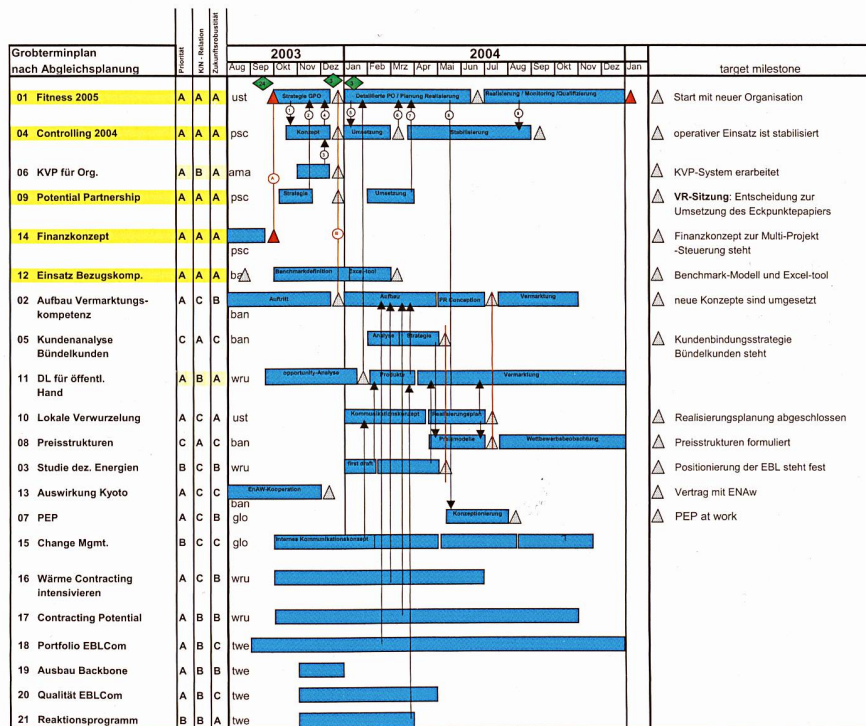 2003 2004
Grobterminplan
nach Abgleichsplanung
Priorität
K/N - Relation
Zukunftsrobustität
Aug Sep Okt Nov Dez Jan Feb Mrz Apr Mai Jun Jul Aug Sep Okt Nov Dez Jan
target milestone
01 Fitness 2005 A A A ust Strategie GPO Detaillierte PO / Planung Realisierung Realisierung / Monitoring /Qualifizierung Start mit neuer Organisation
04 Controlling 2004 A A A psc Konzept Umsetzung Stabilisierung operativer Einsatz ist stabilisiert
06 KVP für Org. A B A ama KVP-System erarbeitet
09 Potential Partnership A A A psc Strategie Umsetzung VR-Sitzung: Entscheidung zur
Umsetzung des Eckpunktepapiers
14 Finanzkonzept A A A Finanzkonzept zur Multi-Projekt
psc -Steuerung steht
12 Einsatz Bezugskomp. A A A Benchmarkdefinition Excel-tool Benchmark-Modell und Excel-tool
02 Aufbau Vermarktungs- A C B Auftritt Aufbau PR Conception Vermarktung neue Konzepte sind umgesetzt
kompetenz ban
05 Kundenanalyse C A C ban Analyse Strategie Kundenbindungsstrategie
Bündelkunden Bündelkunden steht
11 DL für öffentl. A B A wru opportunity-Analyse Produkte Vermarktung
Hand
10 Lokale Verwurzelung A C A ust Kommunikationskonzept Realisierungsplan Realisierungsplanung abgeschlossen
08 Preisstrukturen C A C ban Preismodelle Wettbewerbsbeobachtung Preisstrukturen formuliert
03 Studie dez. Energien B C B wru first draft Positionierung der EBL steht fest
13 Auswirkung Kyoto A C C EnAW-Kooperation Vertrag mit ENAw
ban
07 PEP A C B glo Konzeptionierung PEP at work
15 Change Mgmt. B C C glo Internes Kommunikationskonzept
16 Wärme Contracting A C B wru
intensivieren
17 Contracting Potential A B B wru
18 Portfolio EBLCom A B C twe
19 Ausbau Backbone A B B twe
20 Qualität EBLCom A B C twe
21 Reaktionsprogramm B B A twe